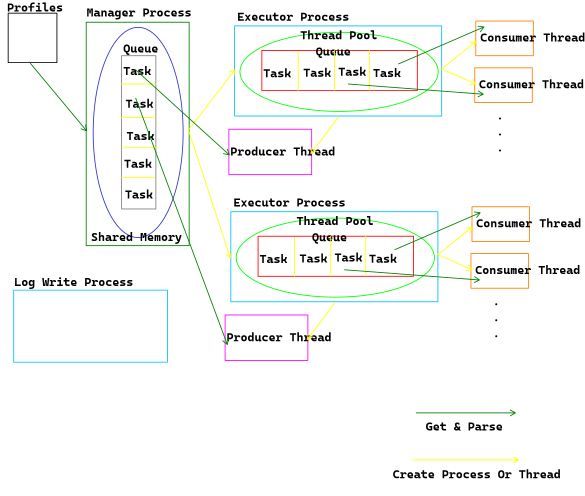 Profiles
Manager Process
Queue
Task
Task
Task
Task
Task
Shared Memory
Log Write Process
Executor Process
Thread Pool
Queue
Task Task Task Task
Producer Thread
Consumer Thread
Consumer Thread
.
.
.
Executor Process
Thread Pool
Queue
Task Task Task Task
Producer Thread
Consumer Thread
Consumer Thread
.
.
.
Get & Parse
Create Process Or Thread